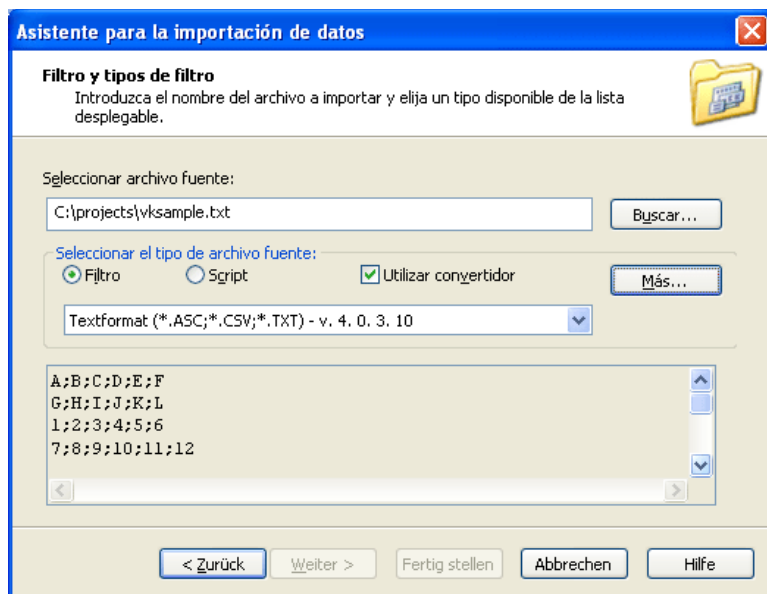 Asistente para la importación de datos
Filtro y tipos de filtro
Introduzca el nombre del archivo a importar y elija un tipo disponible de la lista
desplegable.
Seleccionar archivo fuente:
C:\projects\vksample.txt
Buscar...
Seleccionar el tipo de archivo fuente:
Filtro
Script
Utilizar convertidor
Más...
Textformat (*.ASC;*.CSV;*.TXT) - v. 4. 0. 3. 10
A;B;C;D;E;F
G;H;I;J;K;L
1;2;3;4;5;6
7;8;9;10;11;12
< Zurück
Weiter >
Fertig stellen
Abbrechen
Hilfe